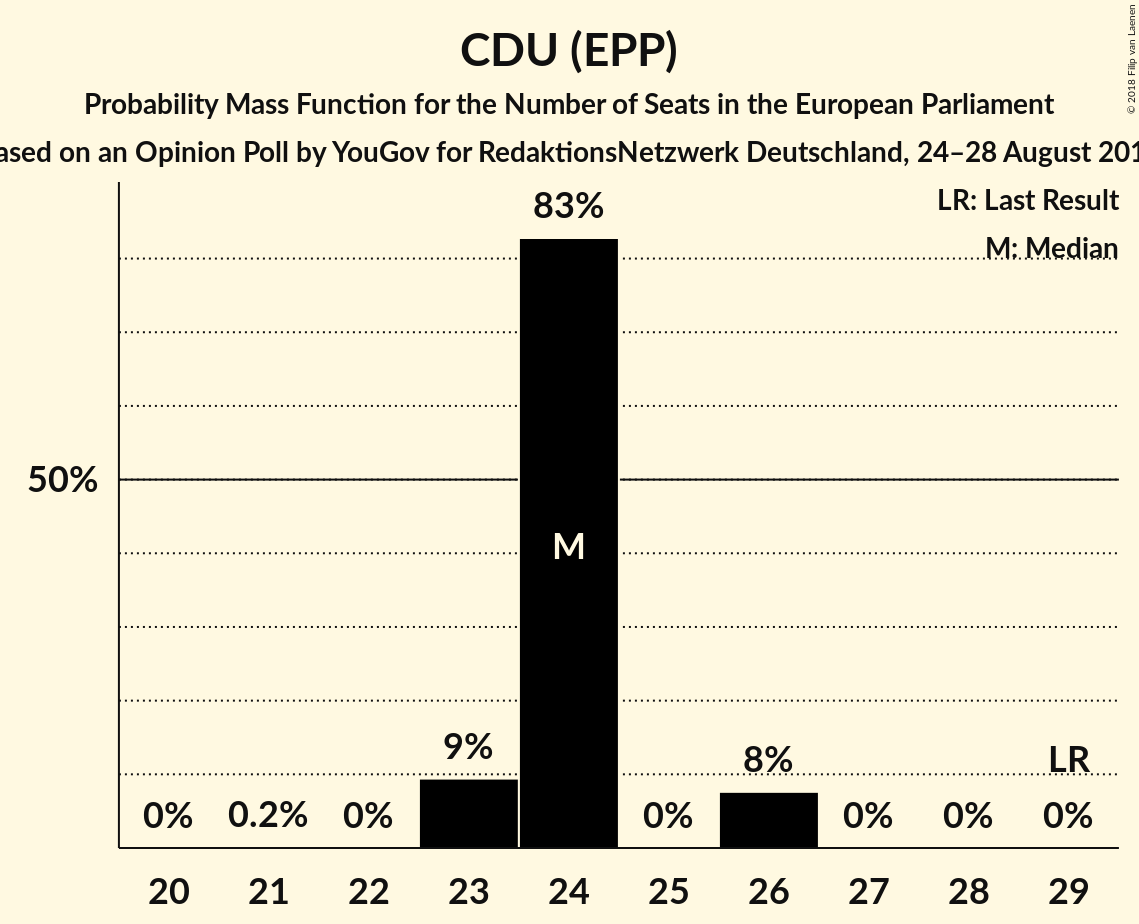 CDU (EPP)
Probability Mass Function for the Number of Seats in the European Parliament
on an Opinion Poll by YouGov for RedaktionsNetzwerk Deutschland, 24–28 August
© 2018 Filip van Laenen
LR: Last Result
M: Median
83%
50%
M
9%
8%
LR
0% 0.2% 0% 0% 0% 0% 0%
20 21 22 23 24 25 26 27 28 29